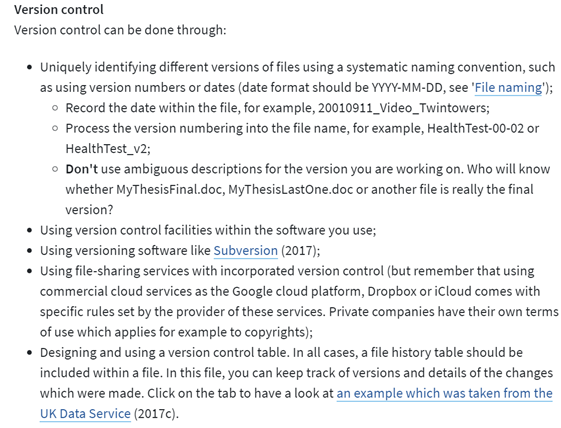 Version control
Version control can be done through:
• Uniquely identifying different versions of files using a systematic naming convention, such
as using version numbers or dates (date format should be YYYY-MM-DD, see 'File naming');
◦ Record the date within the file, for example, 20010911_Video_Twintowers;
◦ Process the version numbering into the file name, for example, HealthTest-00-02 or
HealthTest_v2;
◦ Don't use ambiguous descriptions for the version you are working on. Who will know
whether MyThesisFinal.doc, MyThesisLastOne.doc or another file is really the final
version?
• Using version control facilities within the software you use;
• Using versioning software like Subversion (2017);
• Using file-sharing services with incorporated version control (but remember that using
commercial cloud services as the Google cloud platform, Dropbox or iCloud comes with
specific rules set by the provider of these services. Private companies have their own terms
of use which applies for example to copyrights);
• Designing and using a version control table. In all cases, a file history table should be
included within a file. In this file, you can keep track of versions and details of the changes
which were made. Click on the tab to have a look at an example which was taken from the
UK Data Service (2017c).